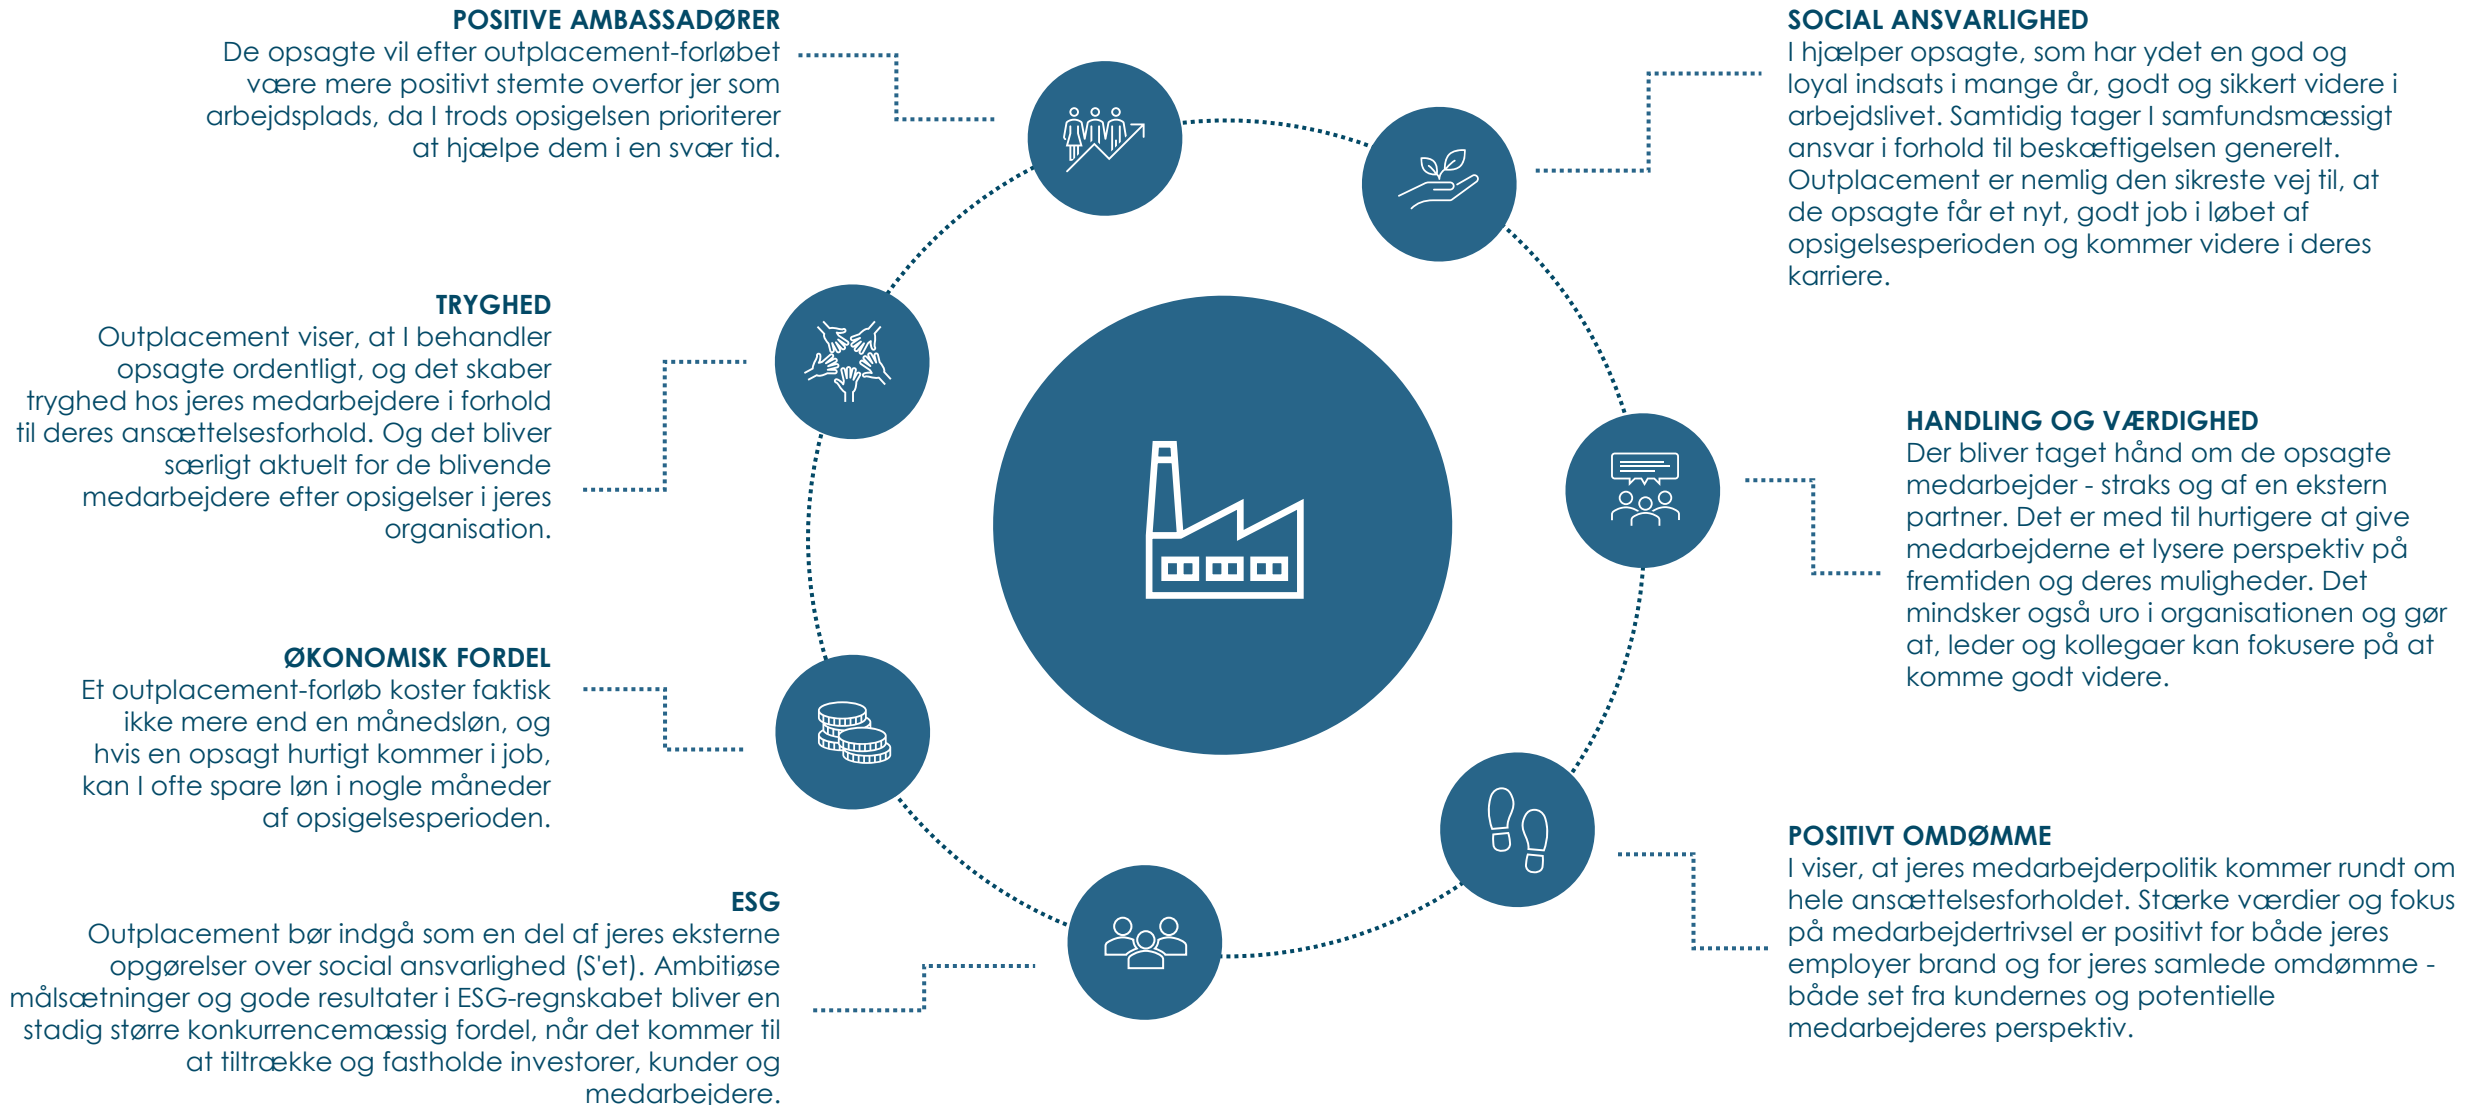 POSITIVE AMBASSADØRER
De opsagte vil efter outplacement-forløbet
være mere positivt stemte overfor jer som
arbejdsplads, da I trods opsigelsen prioriterer
at hjælpe dem i en svær tid.
SOCIAL ANSVARLIGHED
I hjælper opsagte, som har ydet en god og
loyal indsats i mange år, godt og sikkert videre i
arbejdslivet. Samtidig tager I samfundsmæssigt
ansvar i forhold til beskæftigelsen generelt.
Outplacement er nemlig den sikreste vej til, at
de opsagte får et nyt, godt job i løbet af
opsigelsesperioden og kommer videre i deres
karriere.
TRYGHED
Outplacement viser, at I behandler
opsagte ordentligt, og det skaber
tryghed hos jeres medarbejdere i forhold
til deres ansættelsesforhold. Og det bliver
særligt aktuelt for de blivende
medarbejdere efter opsigelser i jeres
organisation.
HANDLING OG VÆRDIGHED
Der bliver taget hånd om de opsagte
medarbejder - straks og af en ekstern
partner. Det er med til hurtigere at give
medarbejderne et lysere perspektiv på
fremtiden og deres muligheder. Det
mindsker også uro i organisationen og gør
at, leder og kollegaer kan fokusere på at
komme godt videre.
ØKONOMISK FORDEL
Et outplacement-forløb koster faktisk
ikke mere end en månedsløn, og
hvis en opsagt hurtigt kommer i job,
kan I ofte spare løn i nogle måneder
af opsigelsesperioden.
POSITIVT OMDØMME
I viser, at jeres medarbejderpolitik kommer rundt om
hele ansættelsesforholdet. Stærke værdier og fokus
på medarbejdertrivsel er positivt for både jeres
employer brand og for jeres samlede omdømme -
både set fra kundernes og potentielle
medarbejderes perspektiv.
ESG
Outplacement bør indgå som en del af jeres eksterne
opgørelser over social ansvarlighed (S'et). Ambitiøse
målsætninger og gode resultater i ESG-regnskabet bliver en
stadig større konkurrencemæssig fordel, når det kommer til
at tiltrække og fastholde investorer, kunder og
medarbejdere.